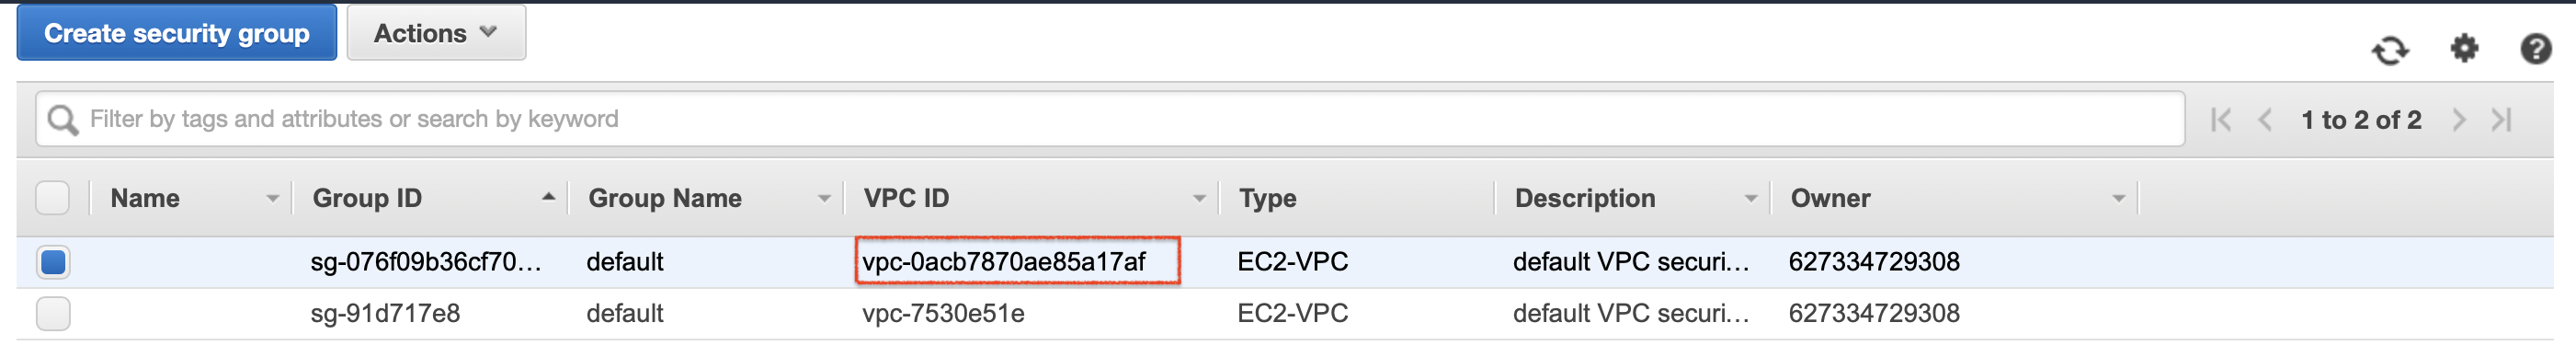 Create security group Actions
Filter by tags and attributes or search by keyword 1 to 2 of 2
Name Group ID Group Name VPC ID Type Description Owner
sg-076f09b36cf70... default vpc-0acb7870ae85a17af EC2-VPC default VPC securi... 627334729308
sg-91d717e8 default vpc-7530e51e EC2-VPC default VPC securi... 627334729308